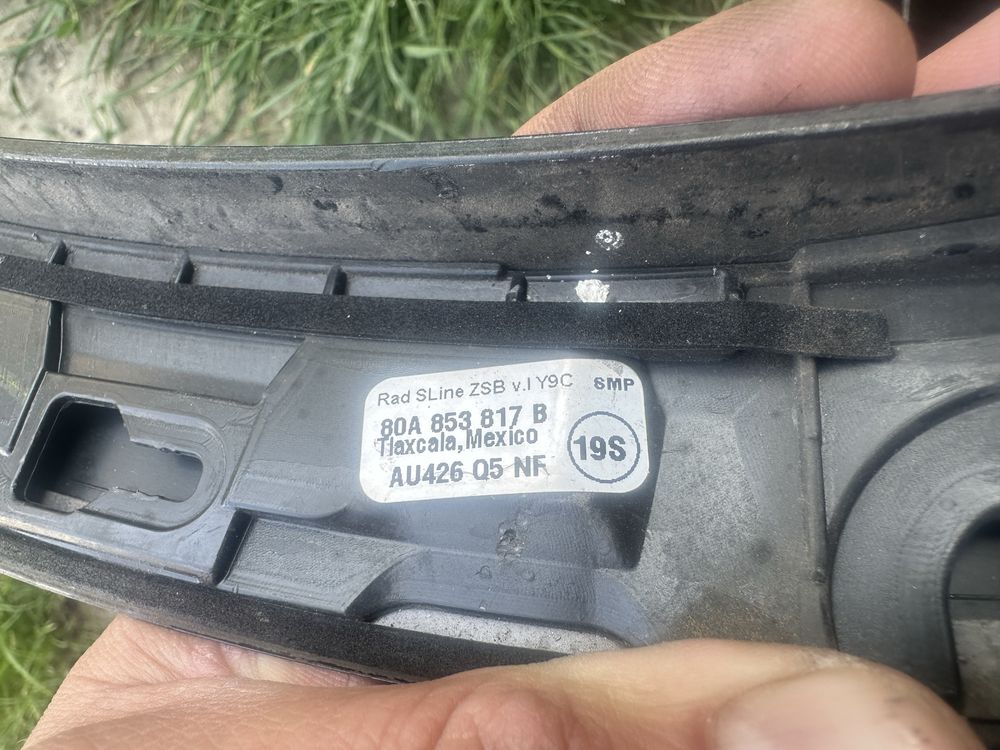 Rad SLine ZSB v.l Y9C SMP
80A 853 817 B
Tlaxcala,Mexico
19S
AU426 Q5 NF